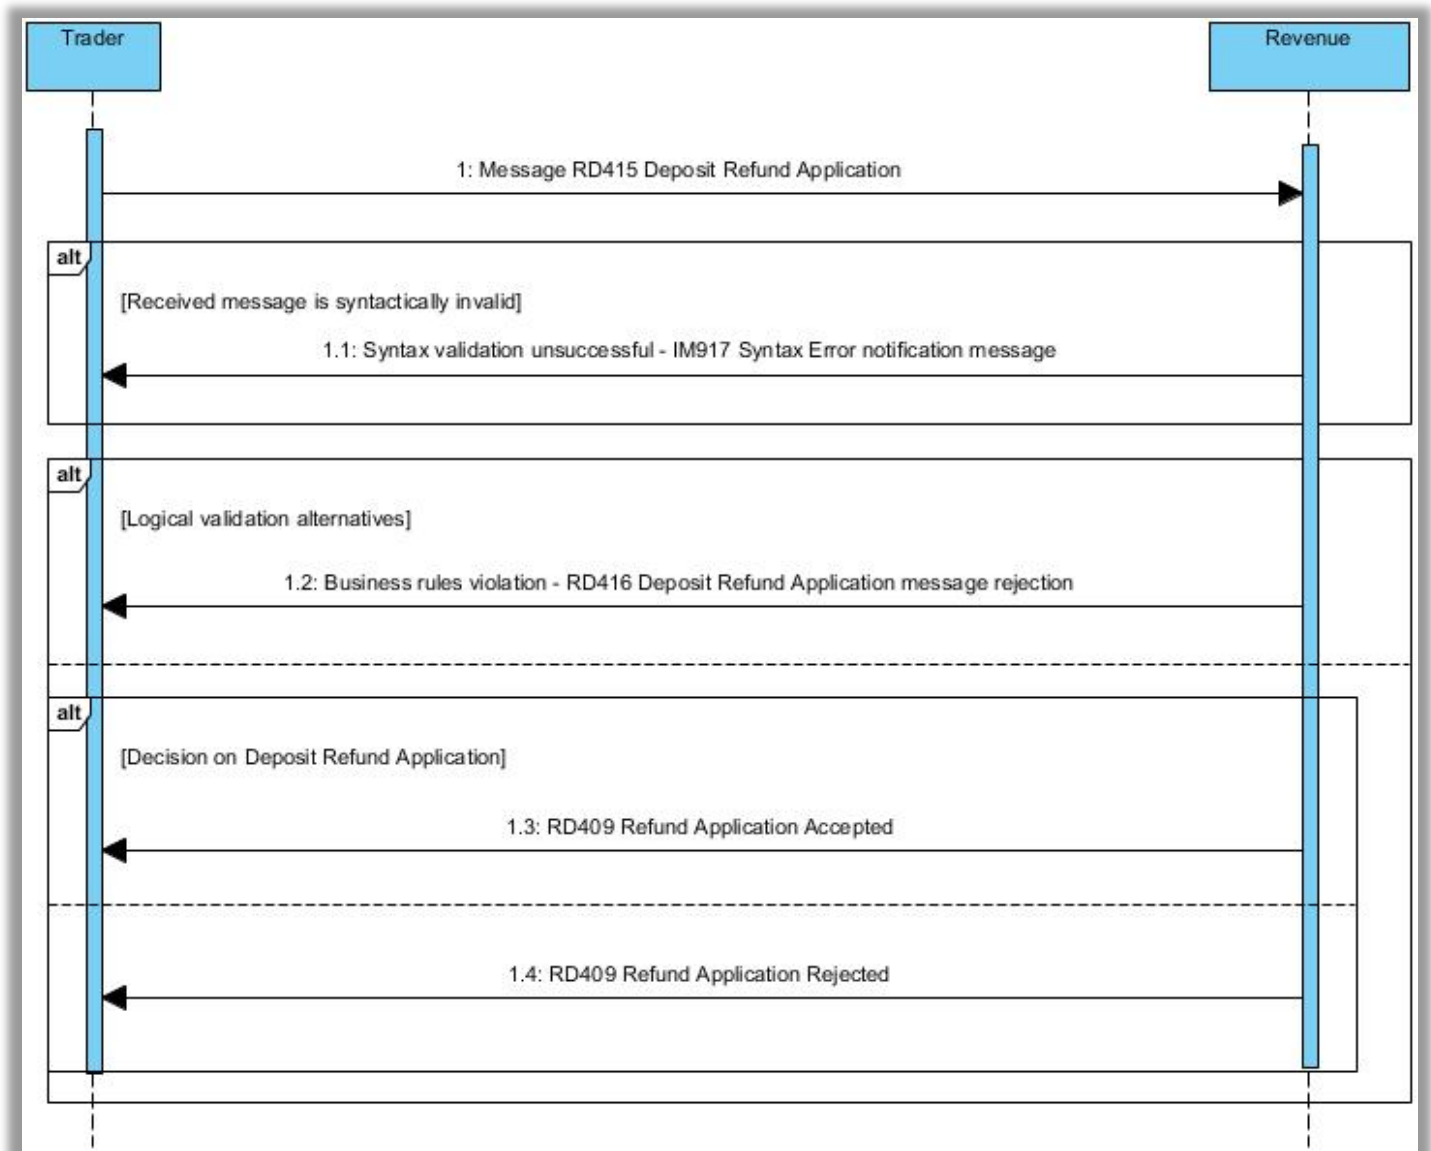 Trader
Revenue
1: Message RD415 Deposit Refund Application
alt
[Received message is syntactically invalid]
1.1: Syntax validation unsuccessful - IM917 Syntax Error notification message
alt
[Logical validation alternatives]
1.2: Business rules violation - RD416 Deposit Refund Application message rejection
alt
[Decision on Deposit Refund Application]
1.3: RD409 Refund Application Accepted
1.4: RD409 Refund Application Rejected